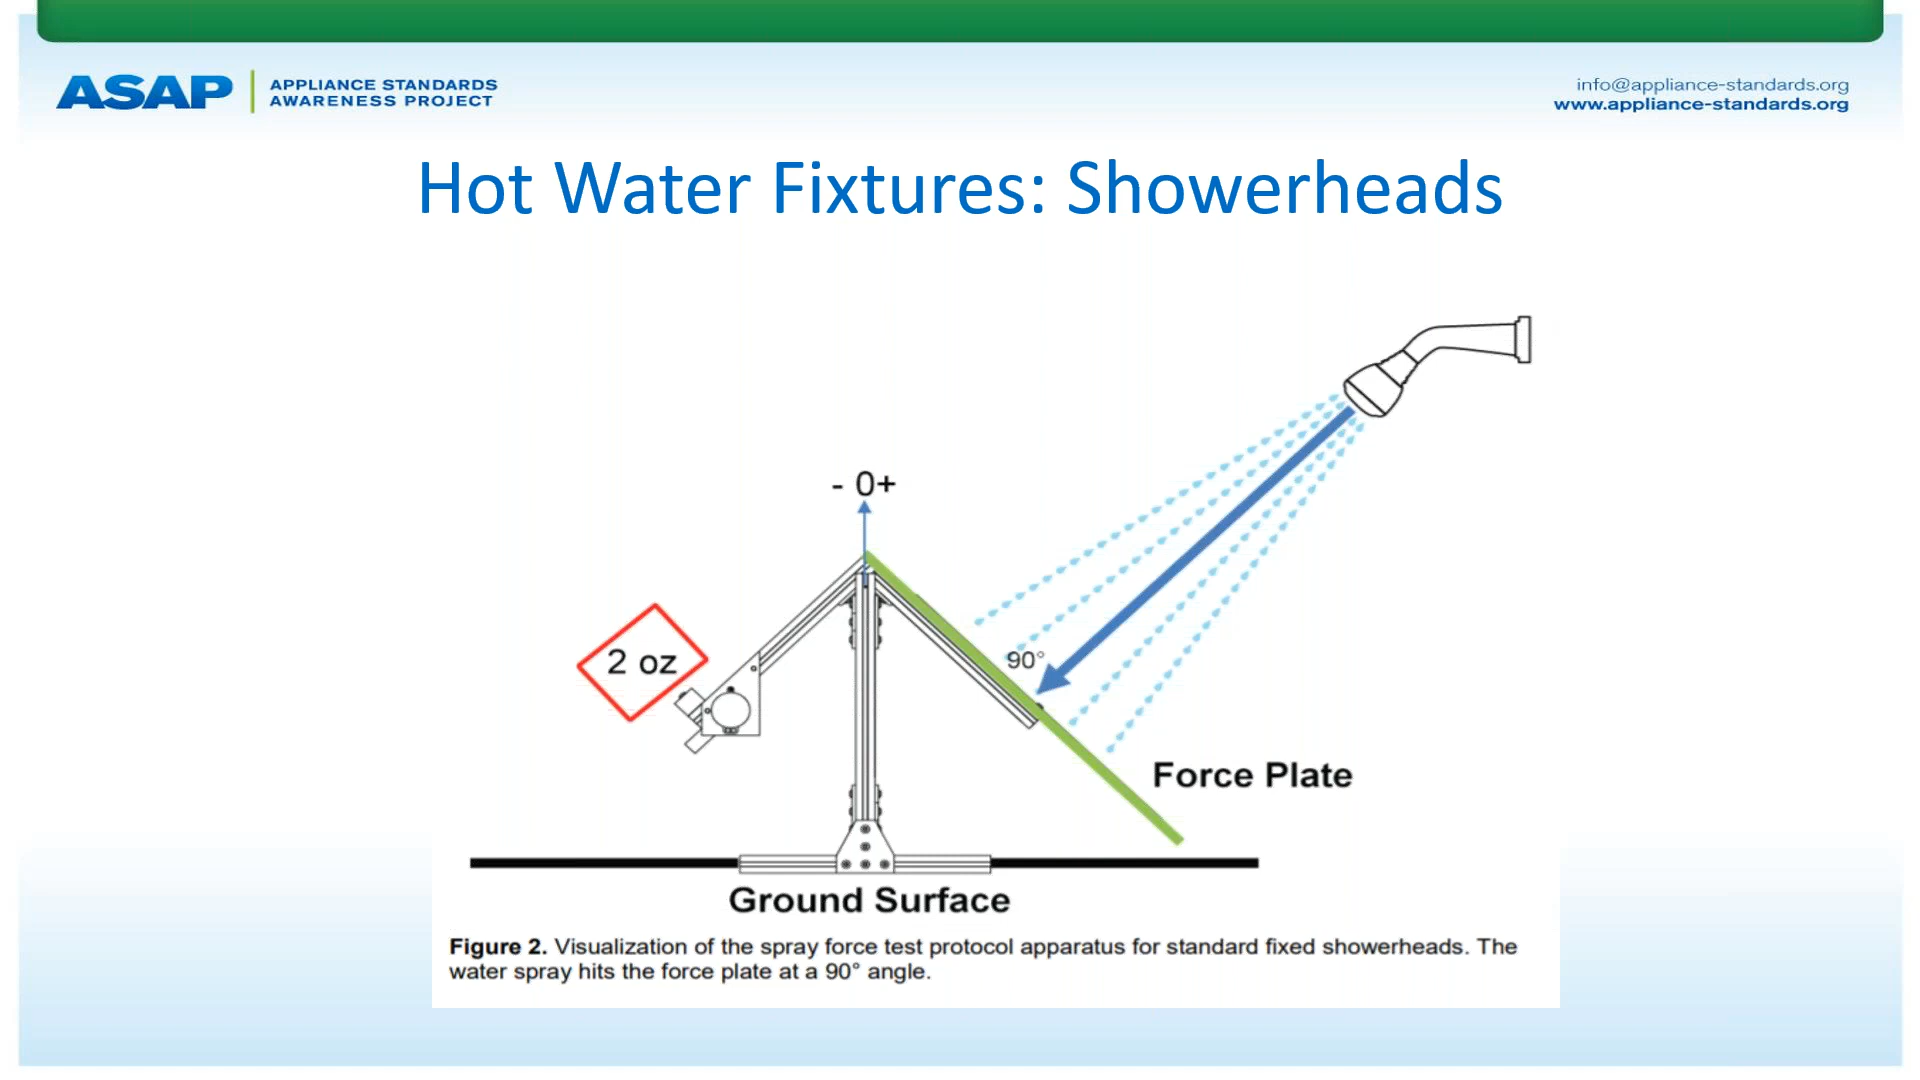 ASAP
APPLIANCE STANDARDS
AWARENESS PROJECT
info@appliance-standards.org
www.appliance-standards.org
Hot Water Fixtures: Showerheads
- 0+
2 oz
90°
Force Plate
Ground Surface
Figure 2. Visualization of the spray force test protocol apparatus for standard fixed showerheads. The
water spray hits the force plate at a 90° angle.